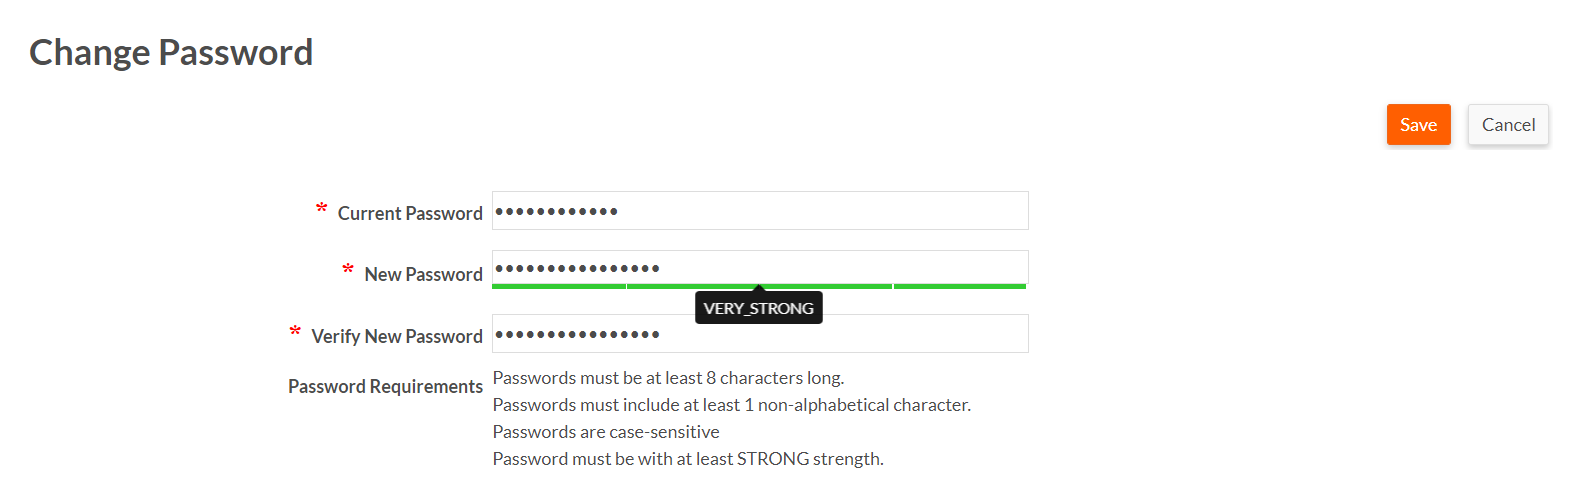 Change Password
Save Cancel
* Current Password ••••••••••••
* New Password ••••••••••••••••
VERY_STRONG
* Verify New Password ••••••••••••••••
Password Requirements Passwords must be at least 8 characters long.
Passwords must include at least 1 non-alphabetical character.
Passwords are case-sensitive
Password must be with at least STRONG strength.